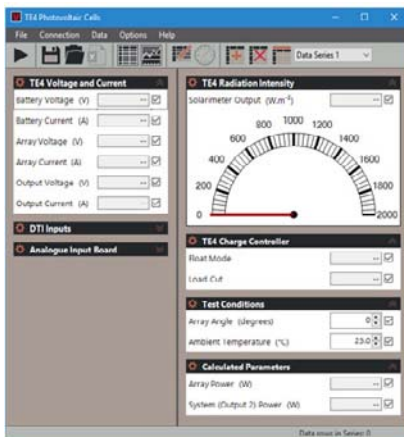 TE4 Photovoltaic Cells
File Connection Data Options Help
Data Series 1
TE4 Voltage and Current
Battery Voltage (V) --
Battery Current (A) --
Array Voltage (V) --
Array Current (A) --
Output Voltage (V) --
Output Current (A) --
DTI Inputs
Analogue Input Board
TE4 Radiation Intensity
Solarimeter Output (W.m⁻²) --
0 200 400 600 800 1000 1200 1400 1600 1800 2000
TE4 Charge Controller
Float Mode --
Load Cut --
Test Conditions
Array Angle (degrees) 0
Ambient Temperature (°C) 25.0
Calculated Parameters
Array Power (W) --
System (Output 2) Power (W) --
Data rows in Series: 0